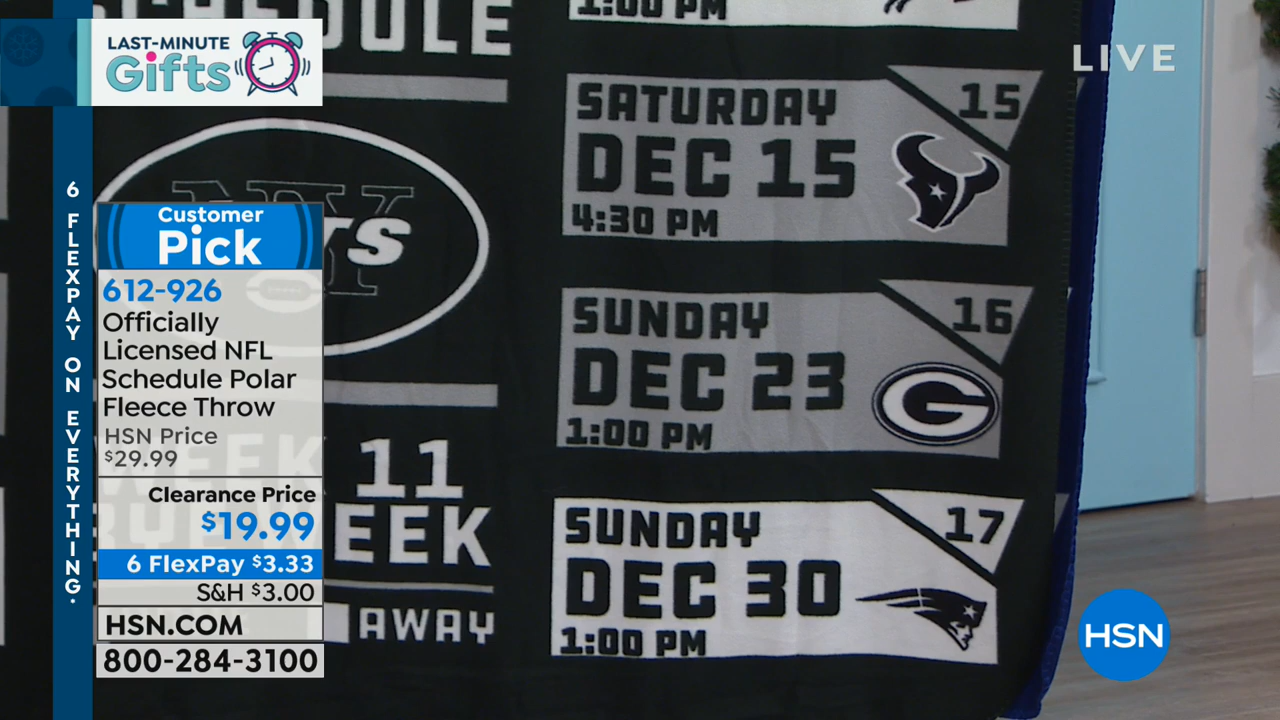 LAST-MINUTE
Gifts
LIVE
6 FLEXPAY ON EVERYTHING.
Customer
Pick
612-926
Officially
Licensed NFL
Schedule Polar
Fleece Throw
HSN Price
$29.99
Clearance Price
$19.99
6 FlexPay $3.33
S&H $3.00
HSN.COM
800-284-3100
NY
WEEK 11
AWAY
1:00 PM
15
SATURDAY
DEC 15
4:30 PM
16
SUNDAY
DEC 23
1:00 PM
G
17
SUNDAY
DEC 30
1:00 PM
HSN